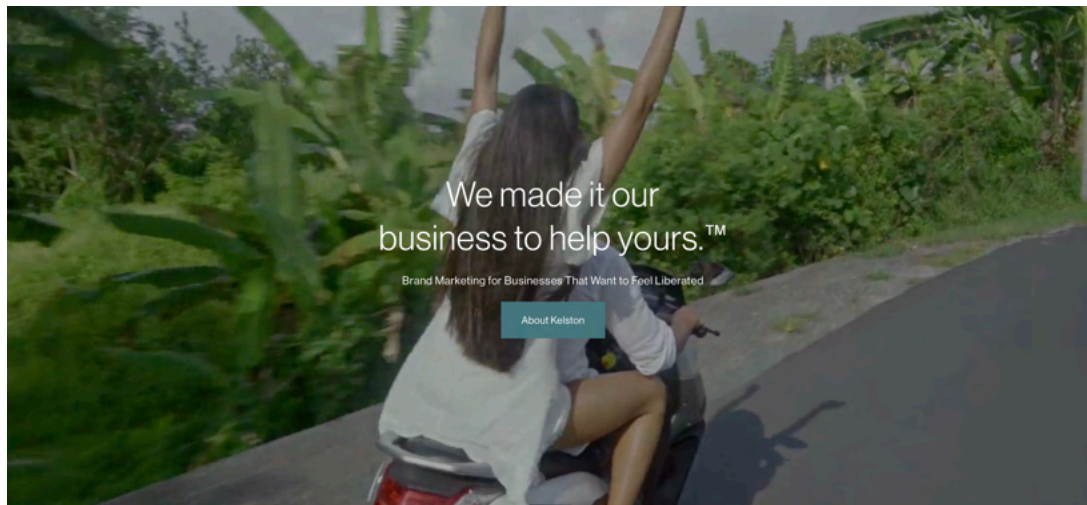 We made it our
business to help yours.™
Brand Marketing for Businesses That Want to Feel Liberated
About Kelston